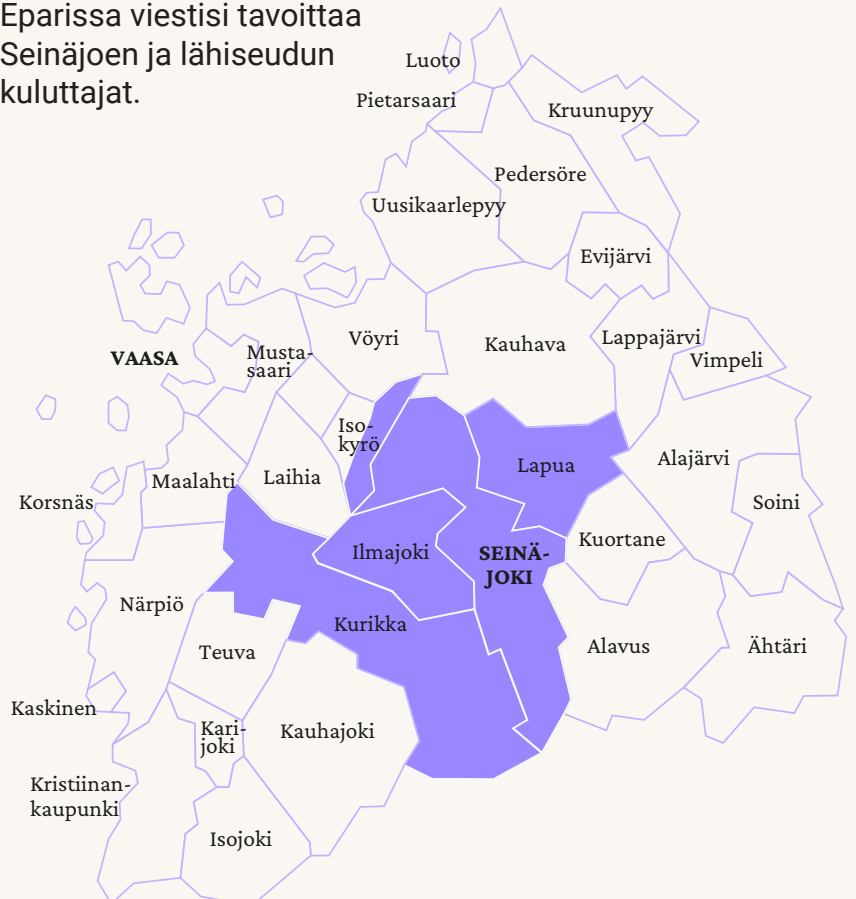 Eparissa viestisi tavoittaa
Seinäjoen ja lähiseudun
kuluttajat.
Luoto
Pietarsaari
Kruunupyy
Pedersöre
Uusikaarlepyy
Evijärvi
Vöyri
Kauhava
Lappajärvi
VAASA
Musta-
saari
Vimpeli
Iso-
kyrö
Lapua
Alajärvi
Maalahti
Laihia
Korsnäs
Soini
Ilmajoki
SEINÄ-
JOKI
Kuortane
Närpiö
Kurikka
Teuva
Alavus
Ähtäri
Kaskinen
Kari-
joki
Kauhajoki
Kristiinan-
kaupunki
Isojoki